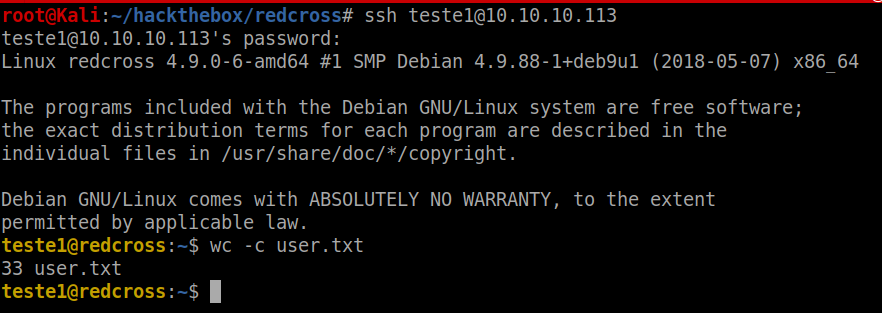 root@Kali:~/hackthebox/redcross# ssh teste1@10.10.10.113
teste1@10.10.10.113's password:
Linux redcross 4.9.0-6-amd64 #1 SMP Debian 4.9.88-1+deb9u1 (2018-05-07) x86_64

The programs included with the Debian GNU/Linux system are free software;
the exact distribution terms for each program are described in the
individual files in /usr/share/doc/*/copyright.

Debian GNU/Linux comes with ABSOLUTELY NO WARRANTY, to the extent
permitted by applicable law.
teste1@redcross:~$ wc -c user.txt
33 user.txt
teste1@redcross:~$